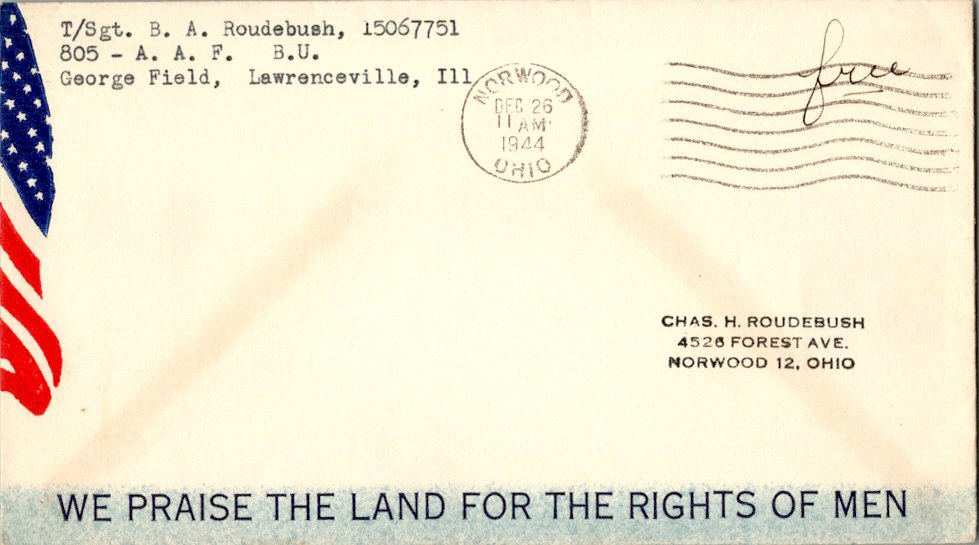 T/Sgt. B. A. Roudebush, 15067751
805 - A. A. F. B.U.
George Field, Lawrenceville, Ill
NORWOOD
DEC 26
11 AM
1944
OHIO
free
CHAS. H. ROUDEBUSH
4526 FOREST AVE.
NORWOOD 12, OHIO
WE PRAISE THE LAND FOR THE RIGHTS OF MEN